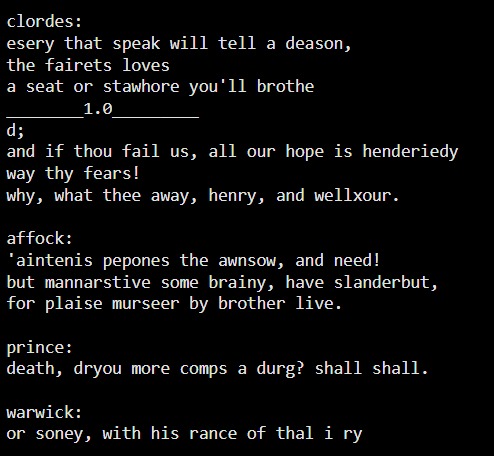 clordes:
esery that speak will tell a deason,
the fairets loves
a seat or stawhore you'll brothe
________1.0_________
d;
and if thou fail us, all our hope is henderiedy
way thy fears!
why, what thee away, henry, and wellxour.

affock:
'aintenis pepones the awnsow, and need!
but mannarstive some brainy, have slanderbut,
for plaise murseer by brother live.

prince:
death, dryou more comps a durg? shall shall.

warwick:
or soney, with his rance of thal i ry